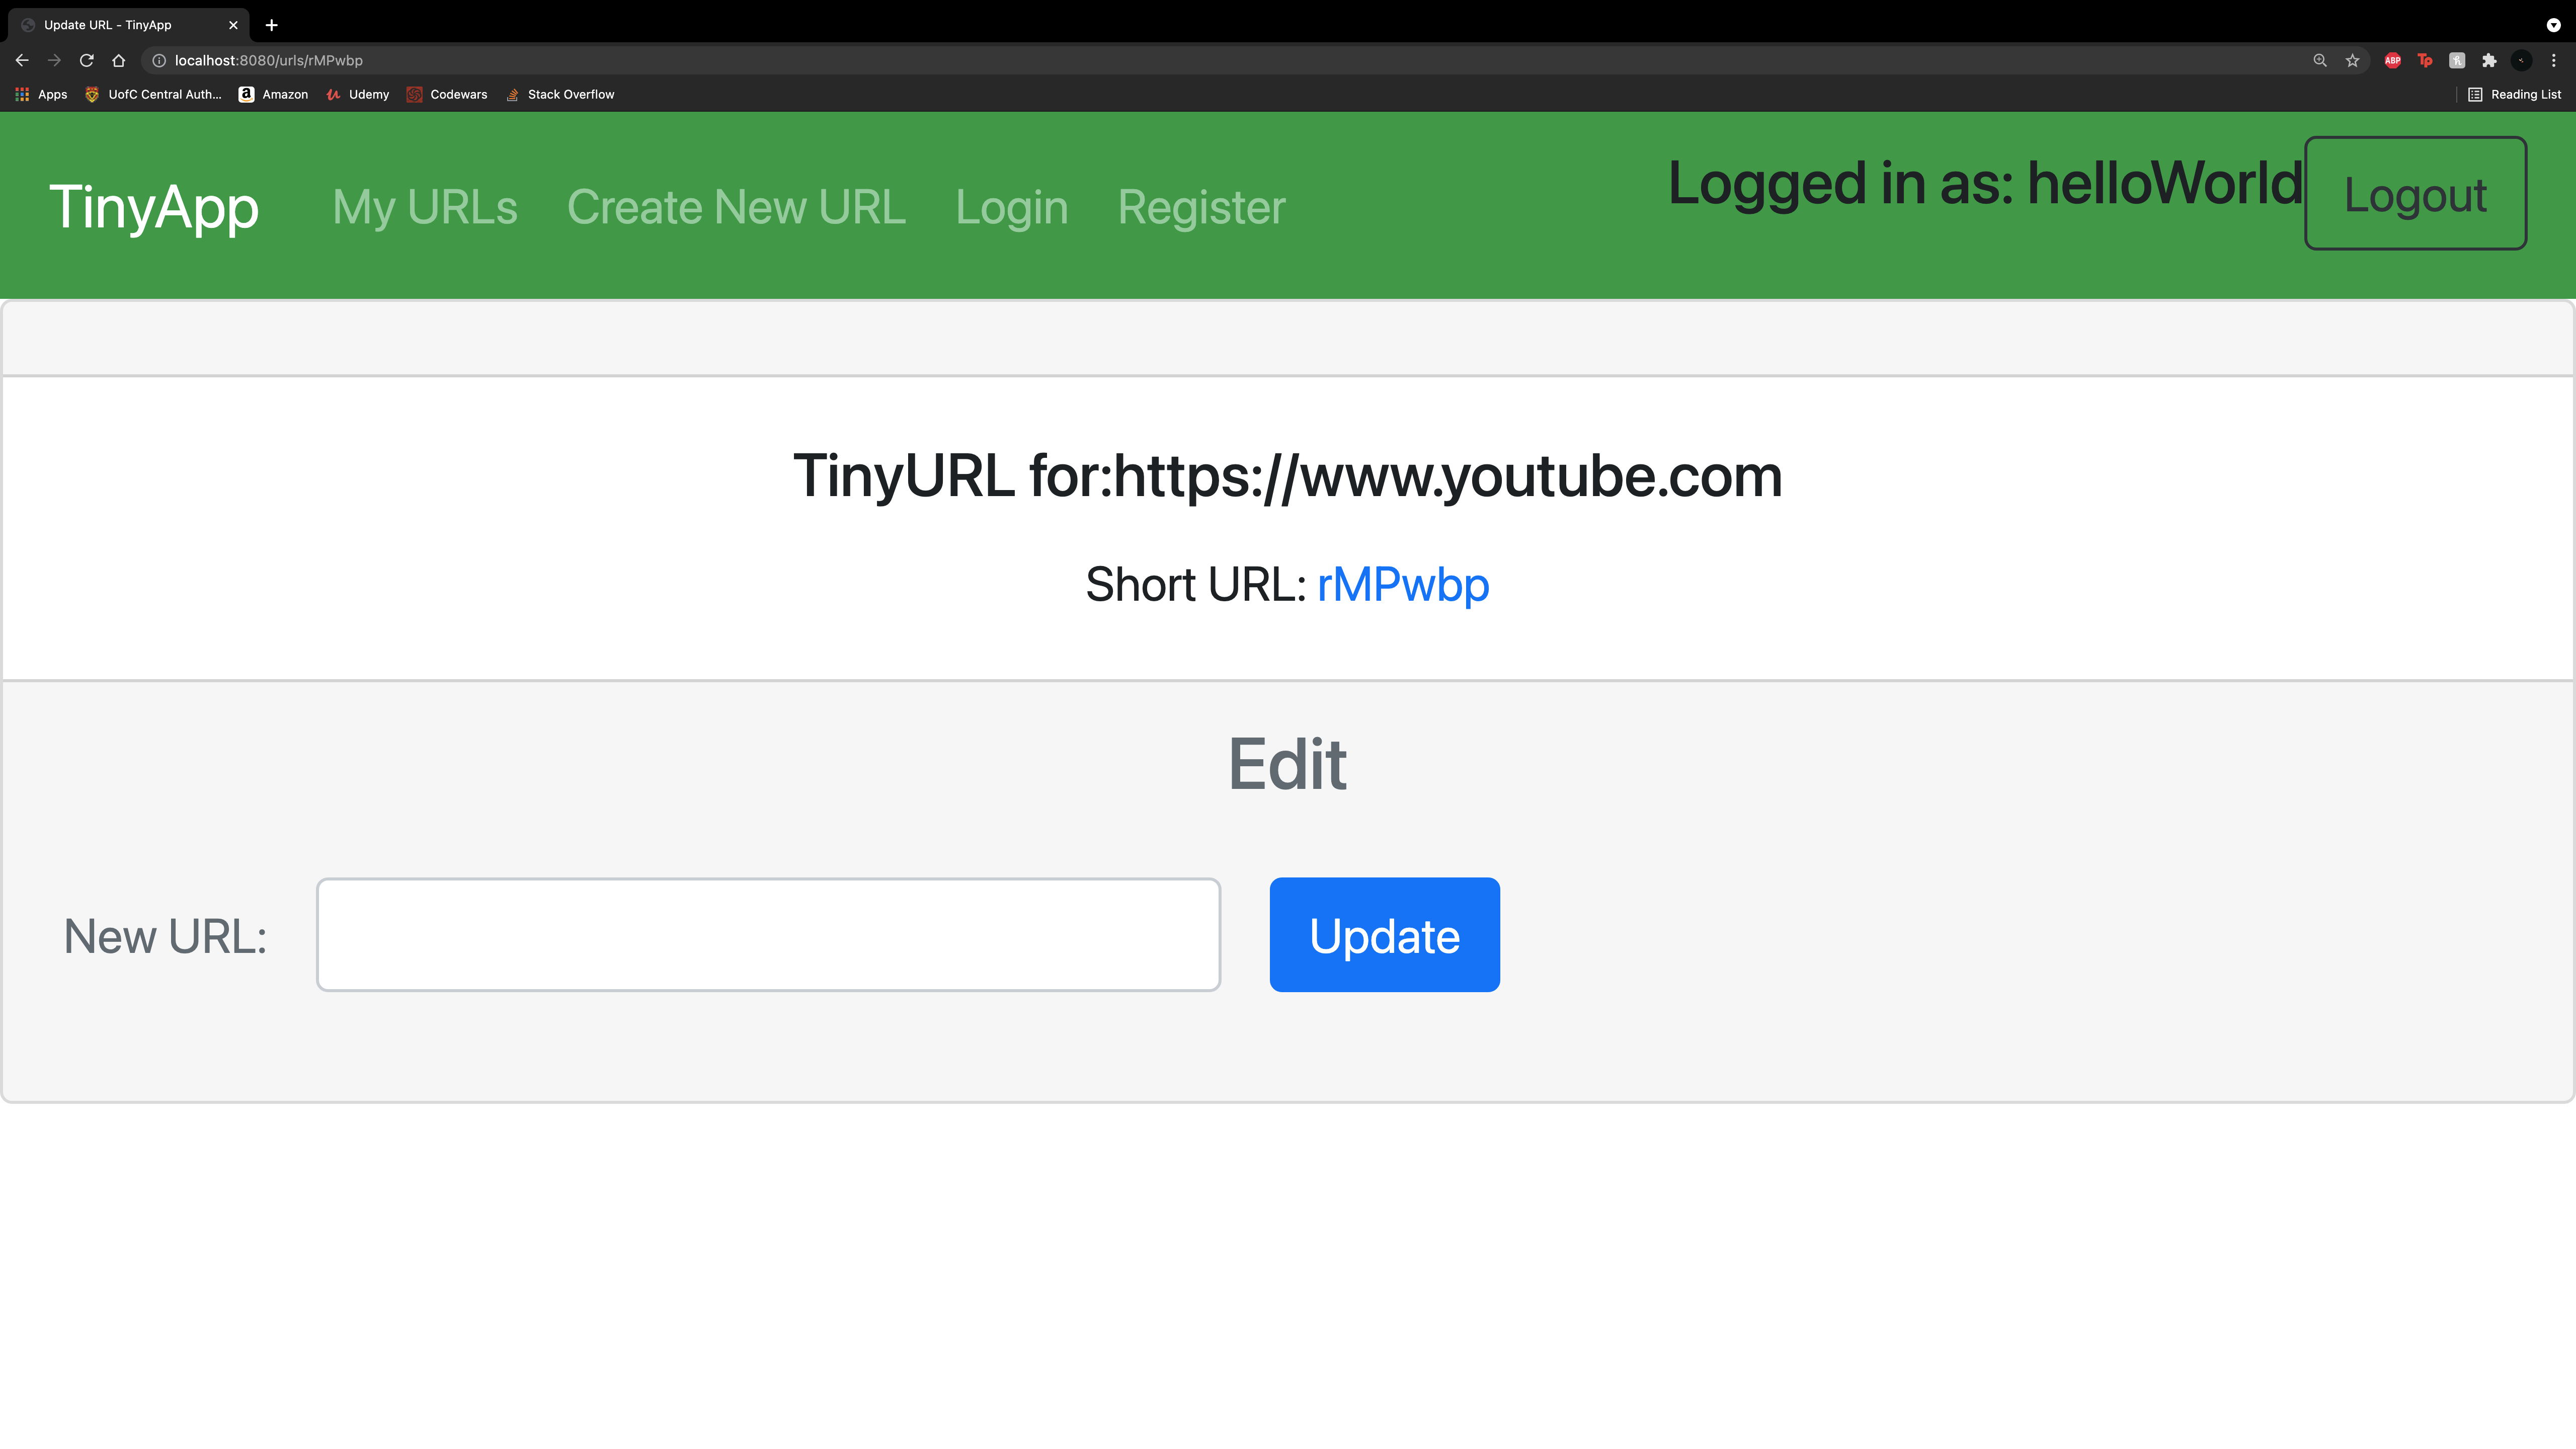 Update URL - TinyApp
localhost:8080/urls/rMPwbp
ABP Tp
Apps UofC Central Auth... Amazon Udemy Codewars Stack Overflow Reading List
TinyApp My URLs Create New URL Login Register Logged in as: helloWorld Logout
TinyURL for:https://www.youtube.com
Short URL: rMPwbp
Edit
New URL: Update